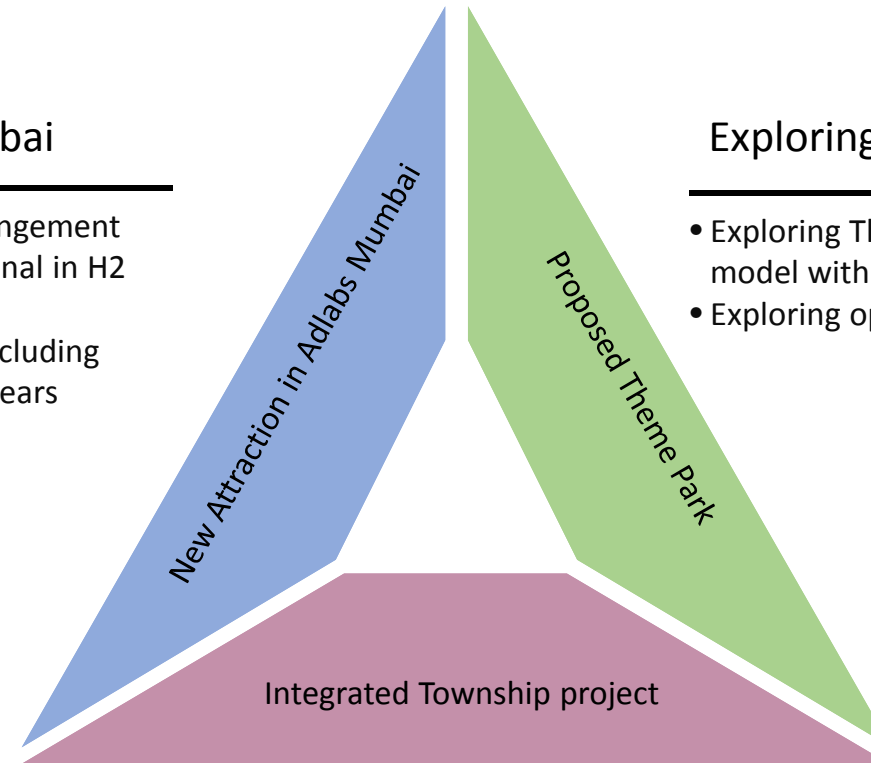 bai
ngement
nal in H2
cluding
ears
New Attraction in Adlabs Mumbai
Proposed Theme Park
Integrated Township project
Exploring
• Exploring Th
model with
• Exploring op